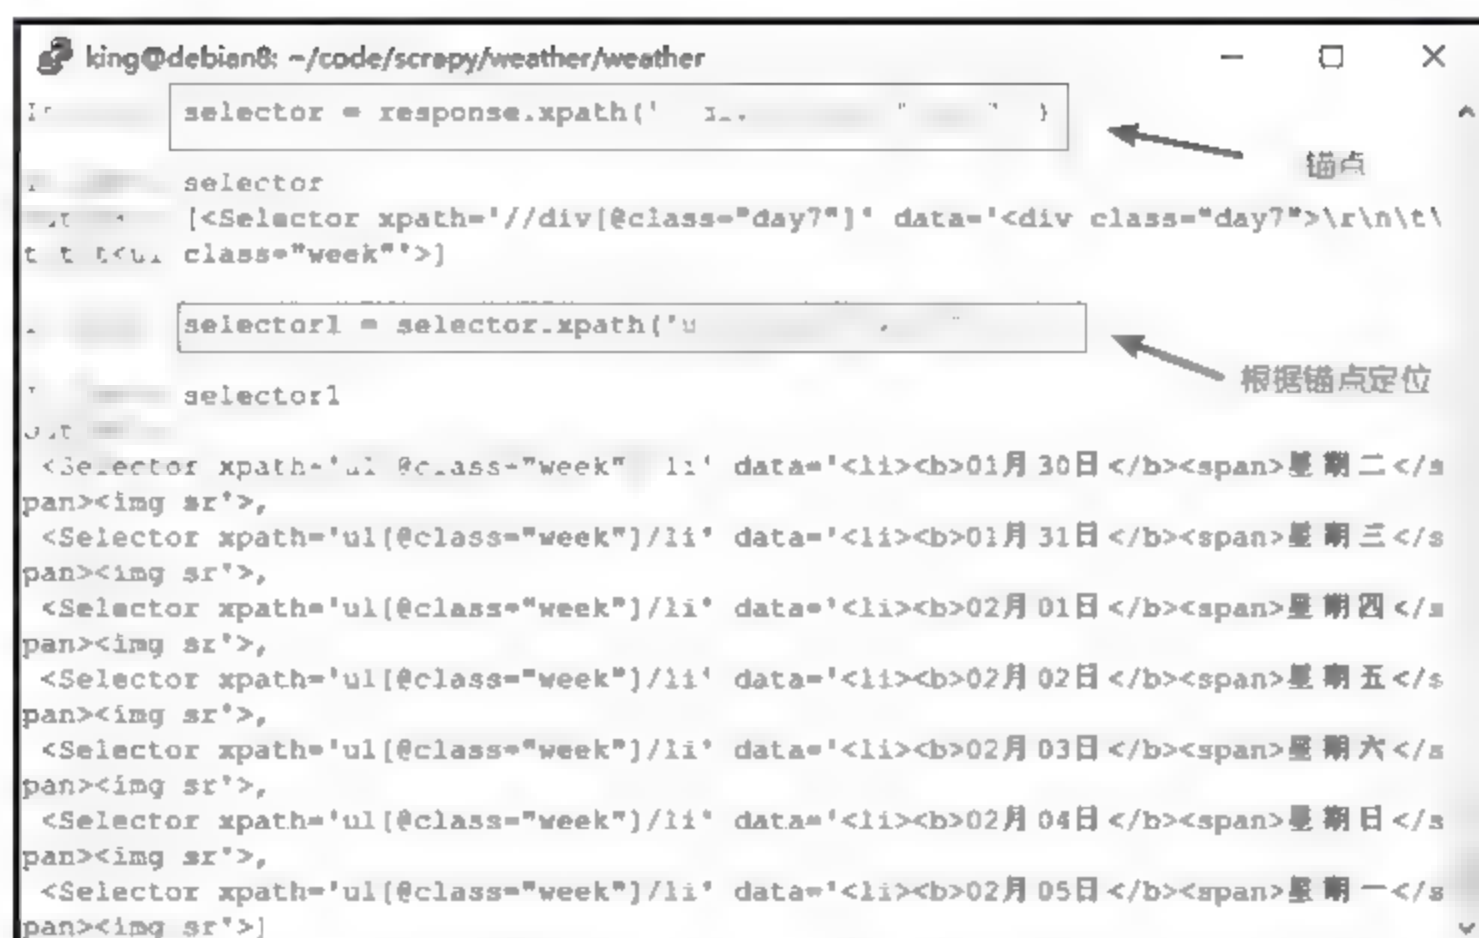 king@debian8: ~/code/scrapy/weather/weather
selector = response.xpath('
锚点
selector
[<Selector xpath='//div[@class="day7"]' data='<div class="day7">\r\n\t\
class="week"'>]
selector1 = selector.xpath('u
根据锚点定位
selector1
<Selector xpath='ul[@class="week"]/li' data='<li><b>01月30日</b><span>星期二</s
pan><img sr'>,
<Selector xpath='ul[@class="week"]/li' data='<li><b>01月31日</b><span>星期三</s
pan><img sr'>,
<Selector xpath='ul[@class="week"]/li' data='<li><b>02月01日</b><span>星期四</s
pan><img sr'>,
<Selector xpath='ul[@class="week"]/li' data='<li><b>02月02日</b><span>星期五</s
pan><img sr'>,
<Selector xpath='ul[@class="week"]/li' data='<li><b>02月03日</b><span>星期六</s
pan><img sr'>,
<Selector xpath='ul[@class="week"]/li' data='<li><b>02月04日</b><span>星期日</s
pan><img sr'>,
<Selector xpath='ul[@class="week"]/li' data='<li><b>02月05日</b><span>星期一</s
pan><img sr'>]